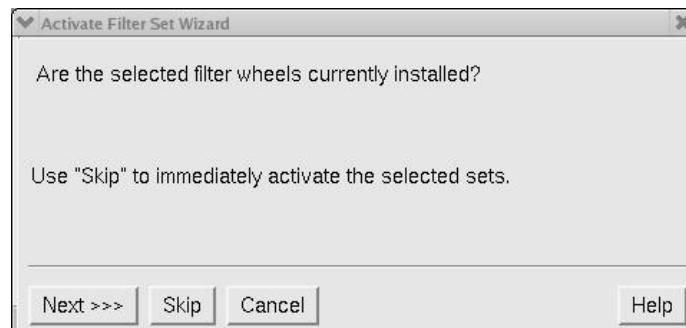 Activate Filter Set Wizard
Are the selected filter wheels currently installed?
Use "Skip" to immediately activate the selected sets.
Next >>> Skip Cancel Help